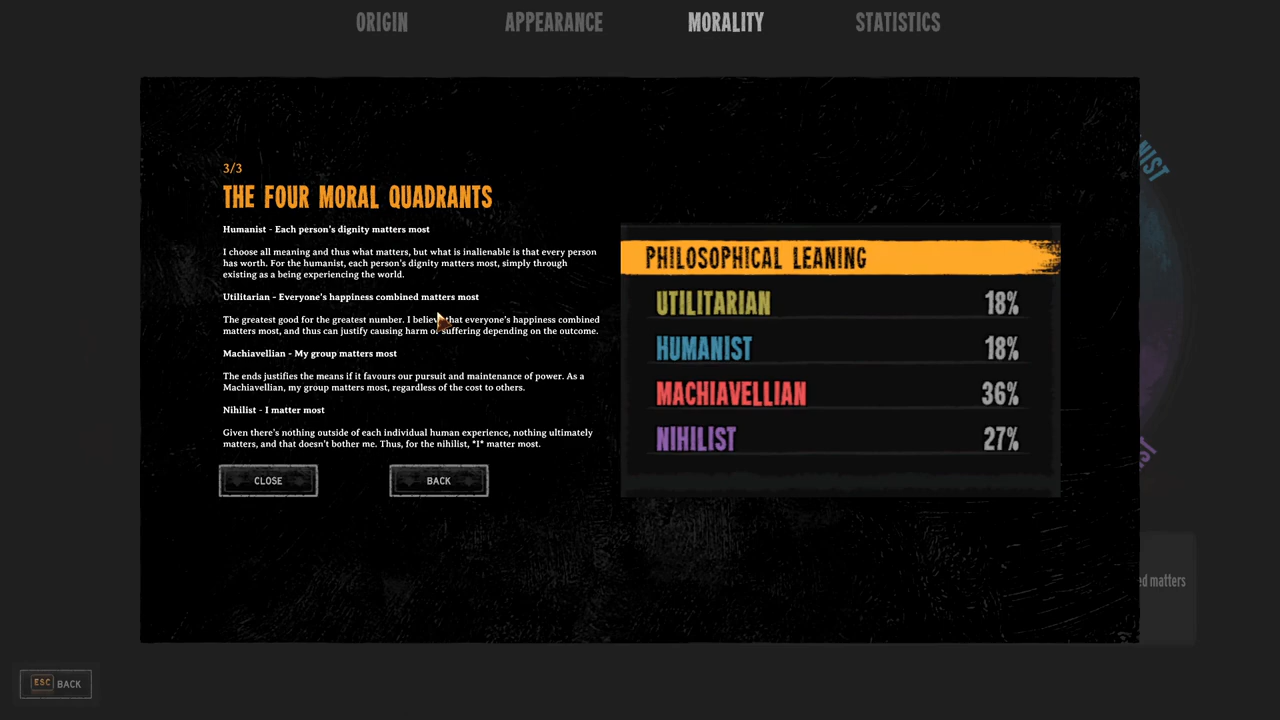 ORIGIN APPEARANCE MORALITY STATISTICS
3/3
THE FOUR MORAL QUADRANTS
Humanist - Each person's dignity matters most
I choose all meaning and thus what matters, but what is inalienable is that every person
has worth. For the humanist, each person's dignity matters most, simply through
existing as a being experiencing the world.
Utilitarian - Everyone's happiness combined matters most
The greatest good for the greatest number. I believe that everyone's happiness combined
matters most, and thus can justify causing harm or suffering depending on the outcome.
Machiavellian - My group matters most
The ends justifies the means if it favours our pursuit and maintenance of power. As a
Machiavellian, my group matters most, regardless of the cost to others.
Nihilist - I matter most
Given there's nothing outside of each individual human experience, nothing ultimately
matters, and that doesn't bother me. Thus, for the nihilist, *I* matter most.
CLOSE BACK
PHILOSOPHICAL LEANING
UTILITARIAN 18%
HUMANIST 18%
MACHIAVELLIAN 36%
NIHILIST 27%
NIST
ST
ed matters
ESC BACK